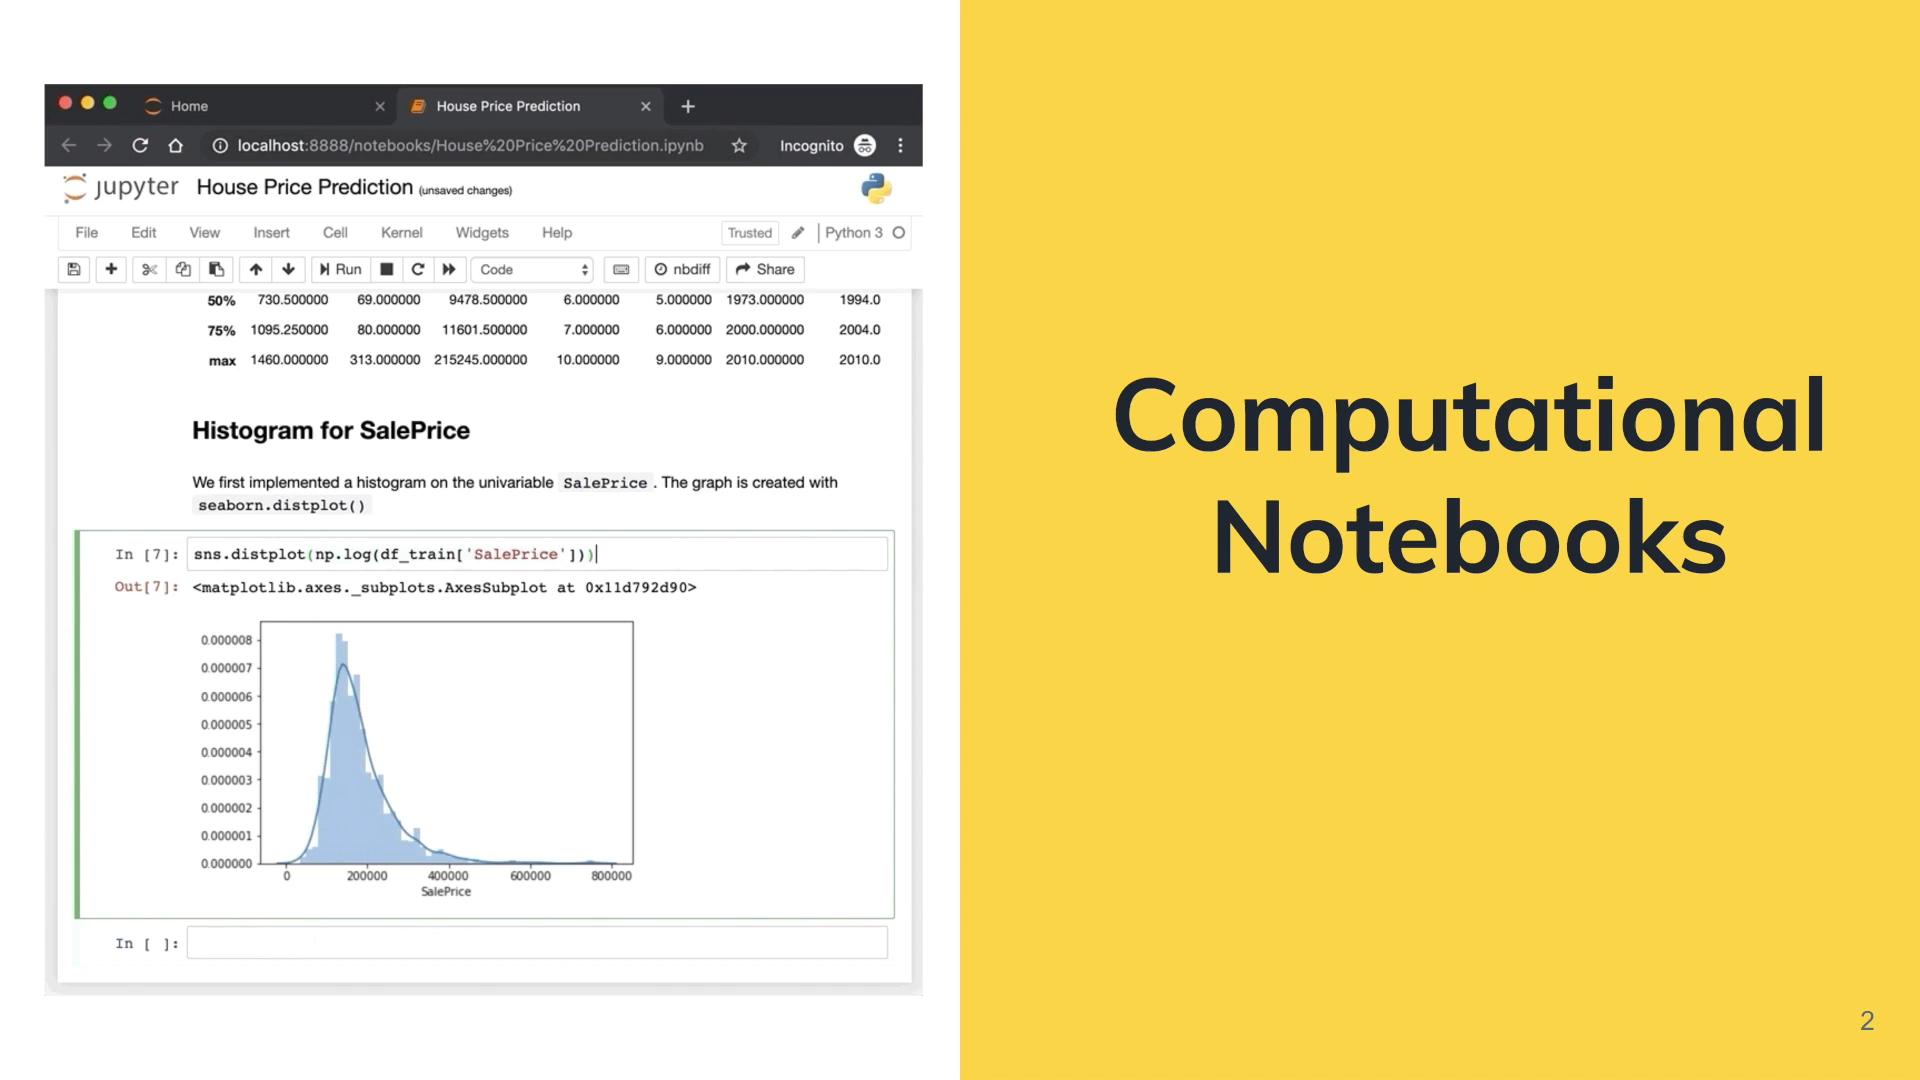 Home
House Price Prediction
localhost:8888/notebooks/House%20Price%20Prediction.ipynb
Incognito
jupyter House Price Prediction (unsaved changes)
File Edit View Insert Cell Kernel Widgets Help Trusted Python 3
Run Code nbdiff Share
50% 730.500000 69.000000 9478.500000 6.000000 5.000000 1973.000000 1994.0
75% 1095.250000 80.000000 11601.500000 7.000000 6.000000 2000.000000 2004.0
max 1460.000000 313.000000 215245.000000 10.000000 9.000000 2010.000000 2010.0
Histogram for SalePrice
We first implemented a histogram on the univariable SalePrice . The graph is created with
seaborn.distplot()
In [7]: sns.distplot(np.log(df_train['SalePrice']))
Out[7]: <matplotlib.axes._subplots.AxesSubplot at 0x11d792d90>
0.000008
0.000007
0.000006
0.000005
0.000004
0.000003
0.000002
0.000001
0.000000
0 200000 400000 600000 800000
SalePrice
In [ ]:
Computational
Notebooks
2